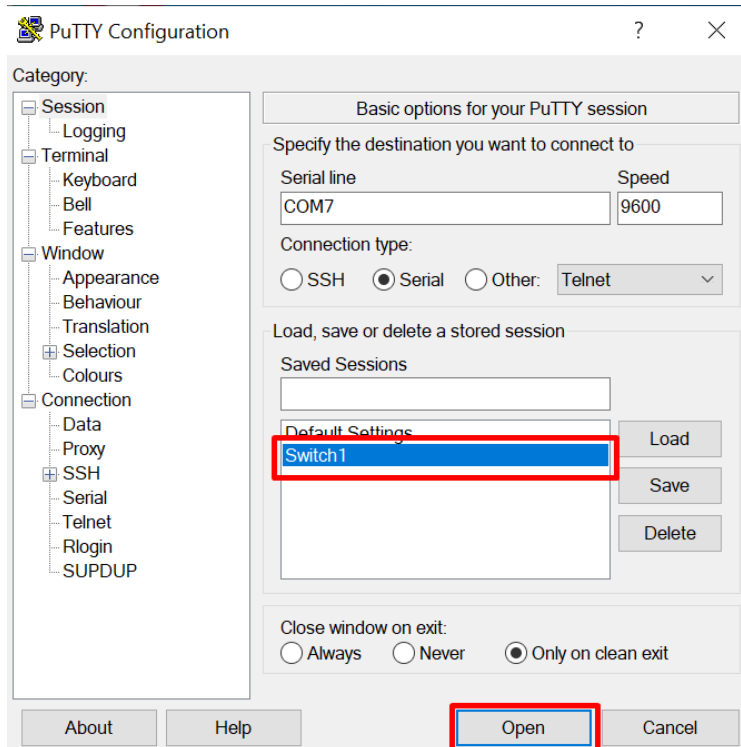 PuTTY Configuration
?
Category:
Session
Logging
Terminal
Keyboard
Bell
Features
Window
Appearance
Behaviour
Translation
Selection
Colours
Connection
Data
Proxy
SSH
Serial
Telnet
Rlogin
SUPDUP
Basic options for your PuTTY session
Specify the destination you want to connect to
Serial line Speed
COM7 9600
Connection type:
SSH Serial Other: Telnet
Load, save or delete a stored session
Saved Sessions
Default Settings
Switch1
Load
Save
Delete
Close window on exit:
Always Never Only on clean exit
About Help Open Cancel